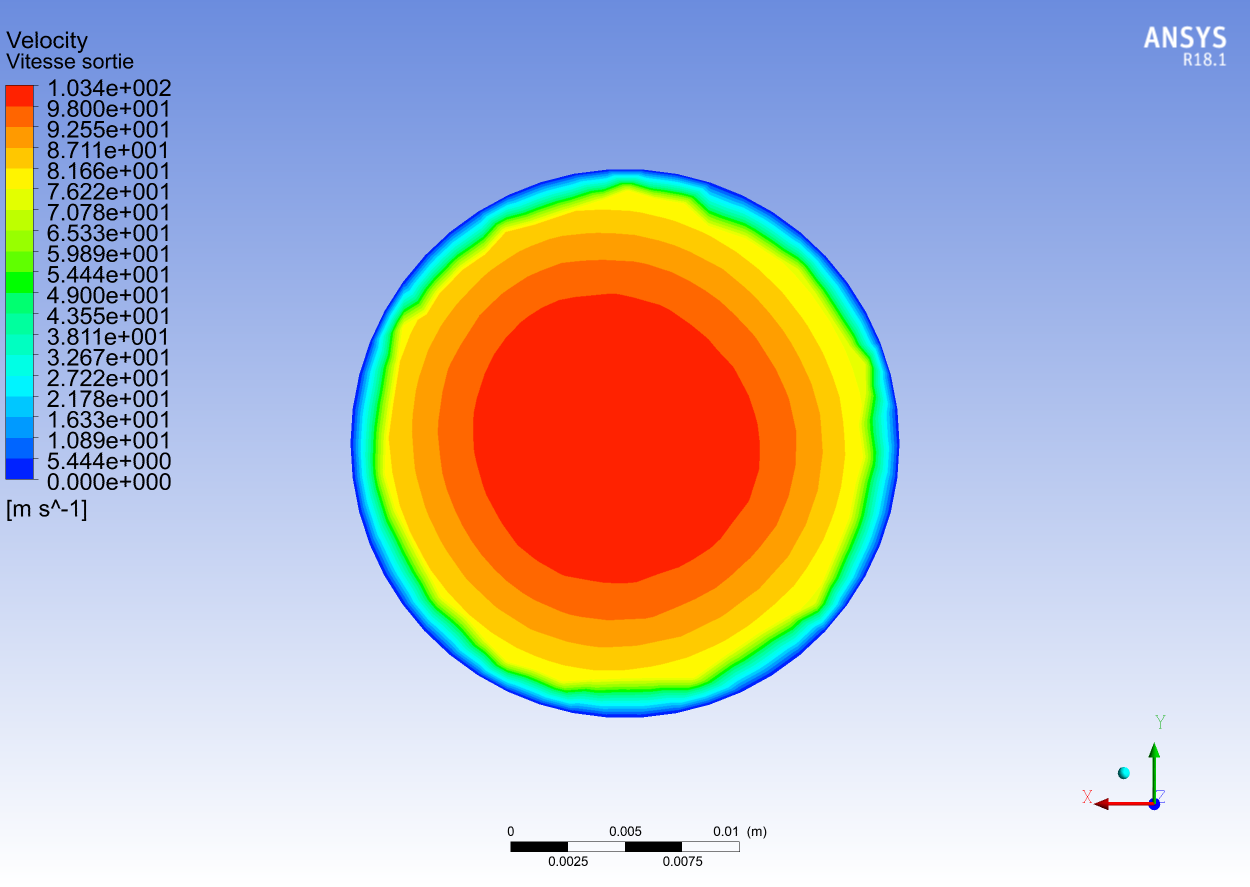 Velocity
Vitesse sortie
1.034e+002
9.800e+001
9.255e+001
8.711e+001
8.166e+001
7.622e+001
7.078e+001
6.533e+001
5.989e+001
5.444e+001
4.900e+001
4.355e+001
3.811e+001
3.267e+001
2.722e+001
2.178e+001
1.633e+001
1.089e+001
5.444e+000
0.000e+000
[m s^-1]
ANSYS
R18.1
Y
X
Z
0 0.005 0.01 (m)
0.0025 0.0075